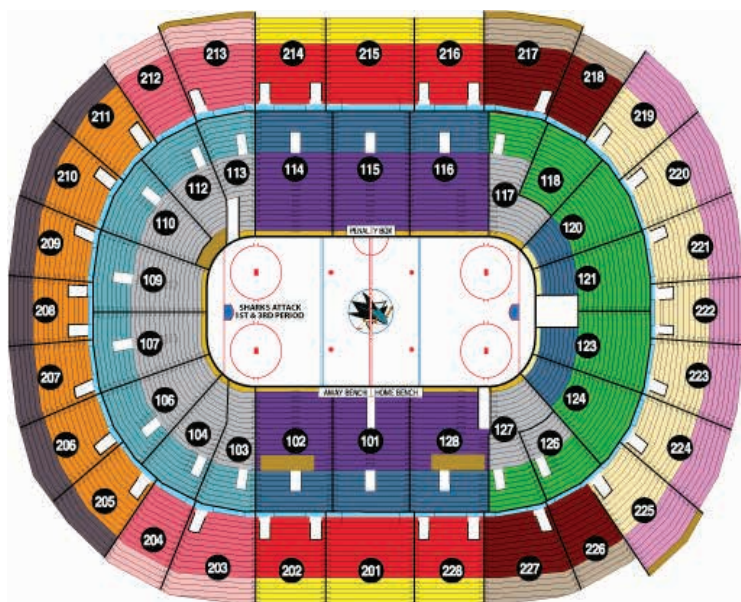 213 214 215 216 217
212 218
211 219
210 113 114 115 116 117 118 220
112
209 110 PENALTY BOX 120 221
109 121
208 SHARKS ATTACK 222
1ST & 3RD PERIOD
107 123
207 223
106 AWAY BENCH HOME BENCH 124
206 104 103 102 101 128 127 126 224
205 225
204 226
203 202 201 228 227